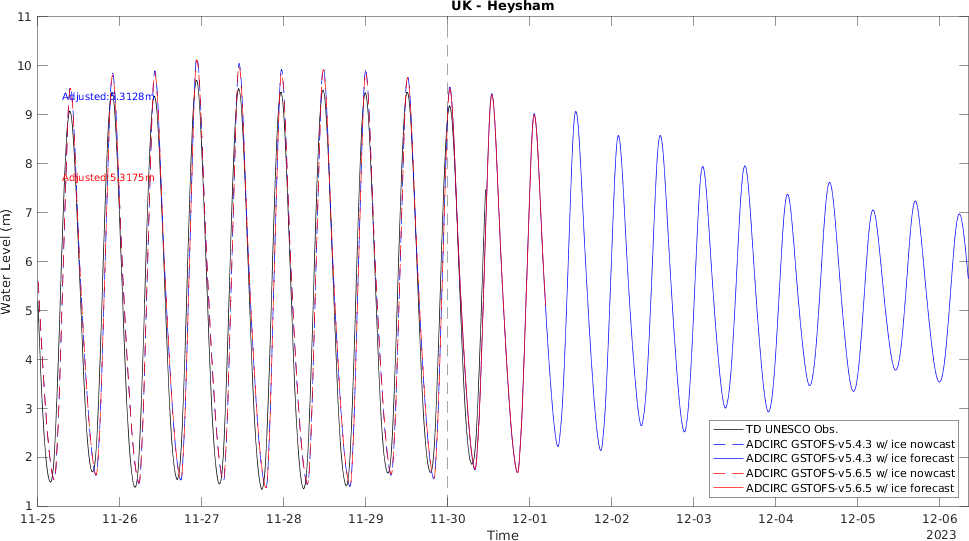 UK - Heysham
11
10
9
8
7
6
5
4
3
2
1
Water Level (m)
Adjusted:5.3128m
Adjusted:5.3175m
TD UNESCO Obs.
ADCIRC GSTOFS-v5.4.3 w/ ice nowcast
ADCIRC GSTOFS-v5.4.3 w/ ice forecast
ADCIRC GSTOFS-v5.6.5 w/ ice nowcast
ADCIRC GSTOFS-v5.6.5 w/ ice forecast
11-25 11-26 11-27 11-28 11-29 11-30 12-01 12-02 12-03 12-04 12-05 12-06
Time
2023